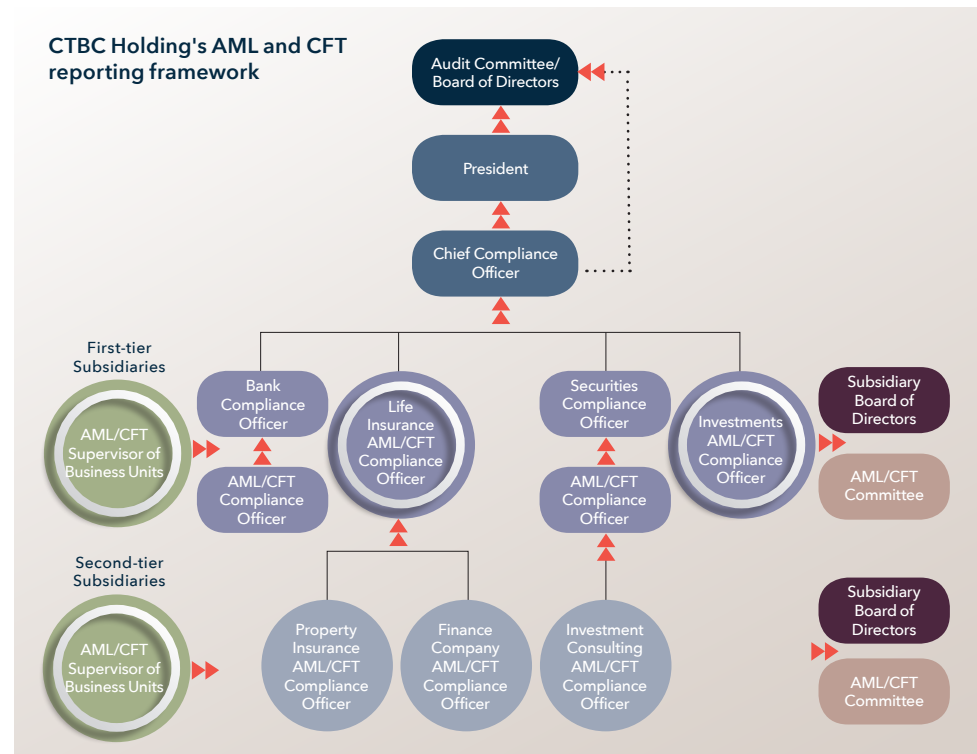 CTBC Holding's AML and CFT
reporting framework
Audit Committee/
Board of Directors
President
Chief Compliance
Officer
First-tier
Subsidiaries
AML/CFT
Supervisor of
Business Units
Bank
Compliance
Officer
AML/CFT
Compliance
Officer
Life
Insurance
AML/CFT
Compliance
Officer
Securities
Compliance
Officer
AML/CFT
Compliance
Officer
Investments
AML/CFT
Compliance
Officer
Subsidiary
Board of
Directors
AML/CFT
Committee
Second-tier
Subsidiaries
AML/CFT
Supervisor of
Business Units
Property
Insurance
AML/CFT
Compliance
Officer
Finance
Company
AML/CFT
Compliance
Officer
Investment
Consulting
AML/CFT
Compliance
Officer
Subsidiary
Board of
Directors
AML/CFT
Committee